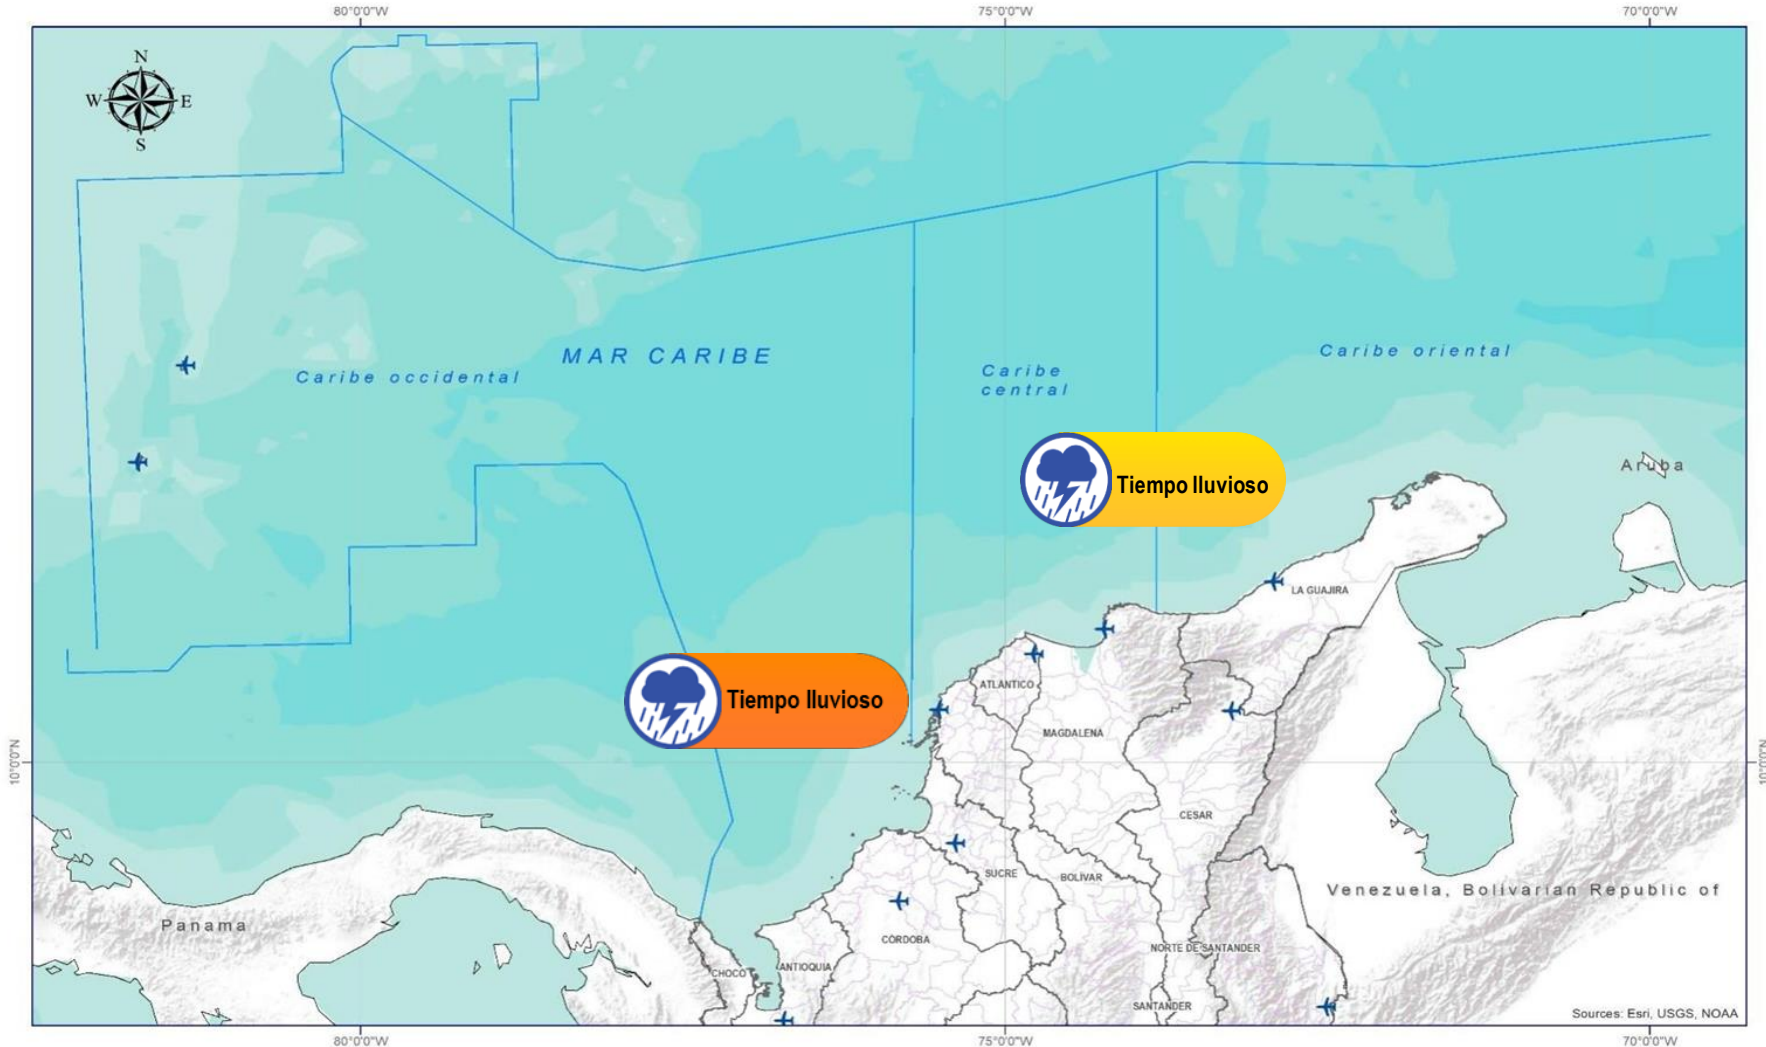 80°0'0"W
75°0'0"W
70°0'0"W
N
W
E
S
MAR CARIBE
Caribe occidental
Caribe
central
Caribe oriental
Tiempo lluvioso
Aruba
LA GUAJIRA
Tiempo lluvioso
ATLANTICO
MAGDALENA
10°0'0"N
10°0'0"N
CESAR
SUCRE
BOLIVAR
Venezuela, Bolivarian Republic of
Panama
CORDOBA
NORTE DE SANTANDER
CHOCO
ANTIOQUIA
SANTANDER
Sources: Esri, USGS, NOAA
80°0'0"W
75°0'0"W
70°0'0"W